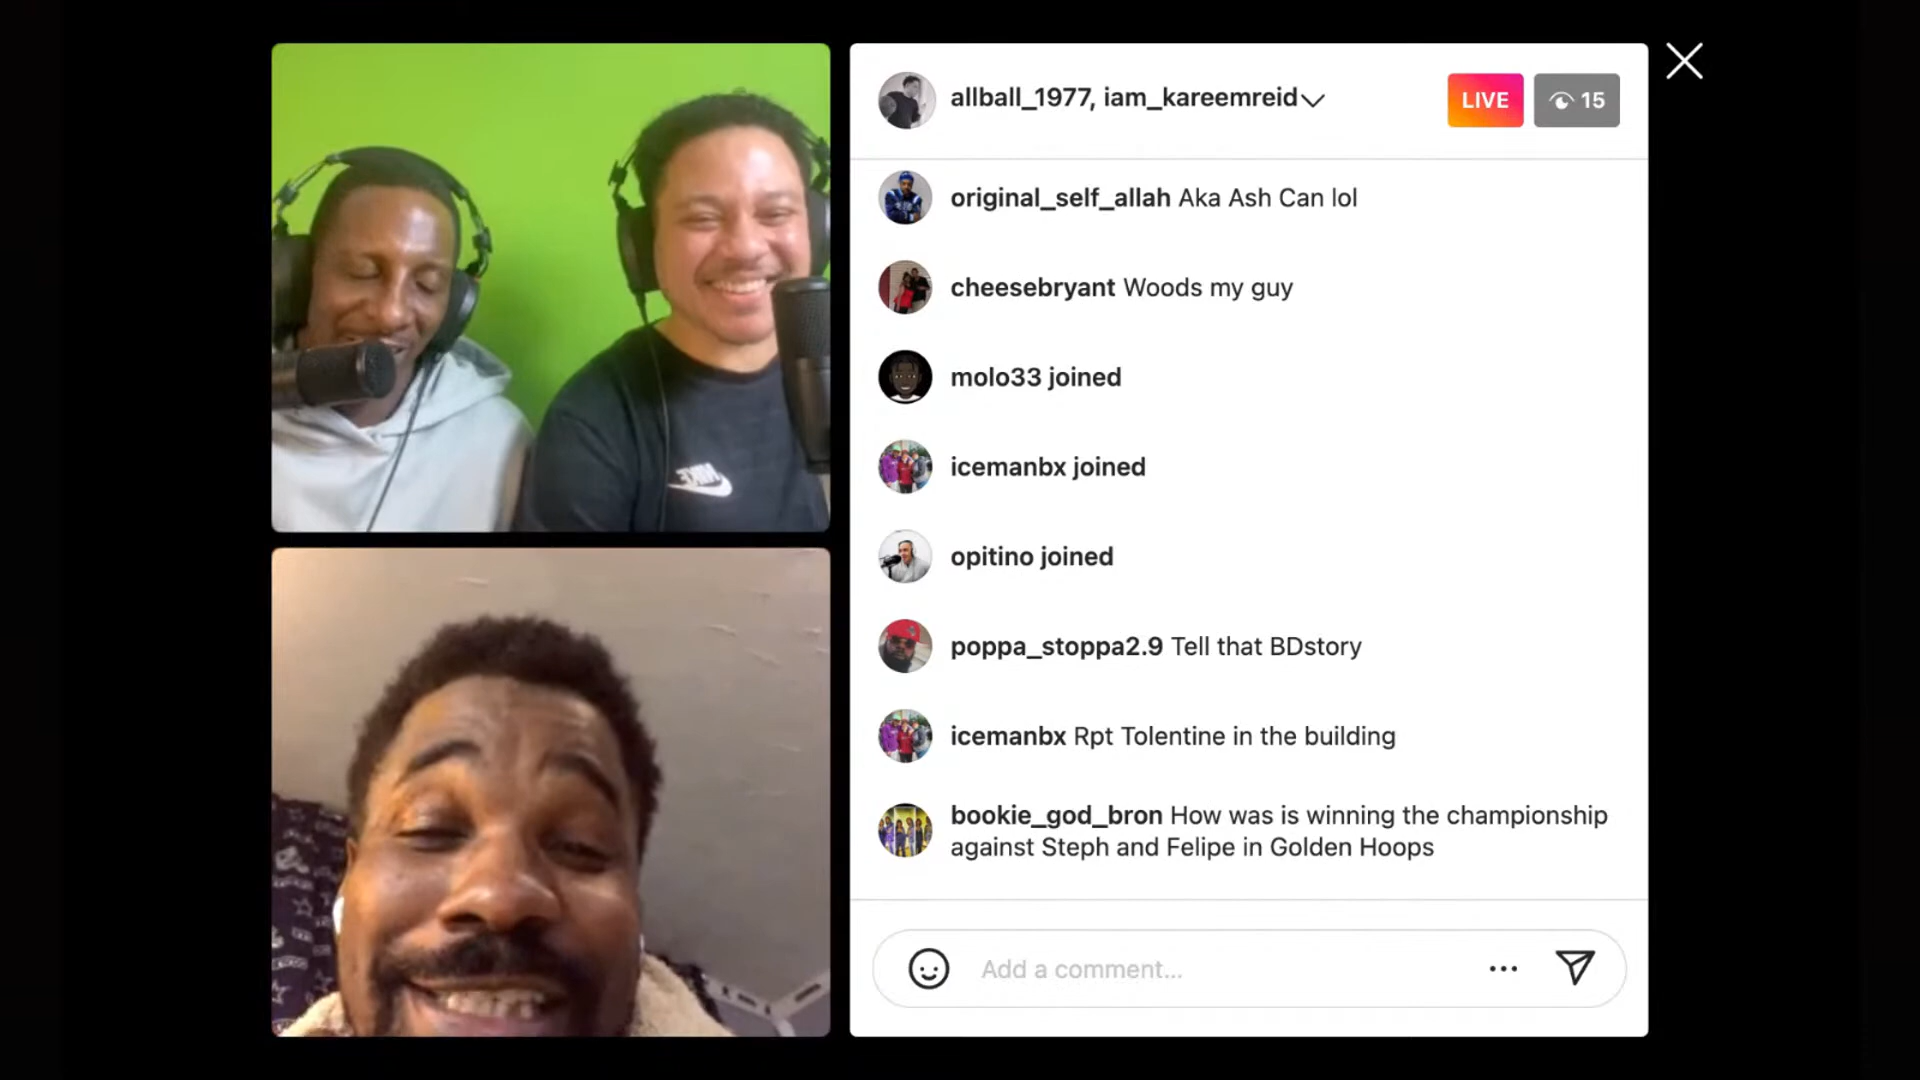 allball_1977, iam_kareemreid
LIVE
15
original_self_allah Aka Ash Can lol
cheesebryant Woods my guy
molo33 joined
icemanbx joined
opitino joined
poppa_stoppa2.9 Tell that BDstory
icemanbx Rpt Tolentine in the building
bookie_god_bron How was is winning the championship
against Steph and Felipe in Golden Hoops
Add a comment...
NIKE